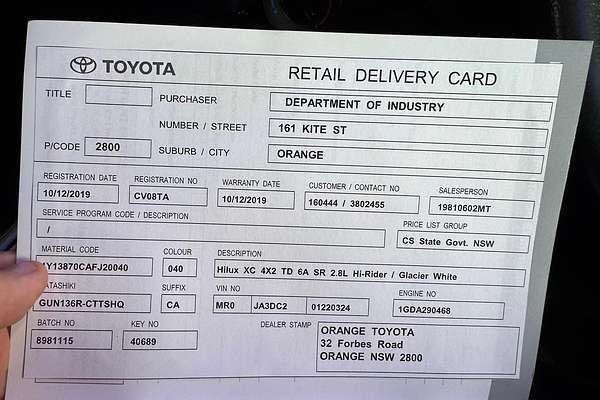 TOYOTA RETAIL DELIVERY CARD
TITLE PURCHASER DEPARTMENT OF INDUSTRY
NUMBER / STREET 161 KITE ST
P/CODE 2800 SUBURB / CITY ORANGE
REGISTRATION DATE REGISTRATION NO WARRANTY DATE CUSTOMER / CONTACT NO SALESPERSON
10/12/2019 CV08TA 10/12/2019 160444 / 3802455 19810602MT
SERVICE PROGRAM CODE / DESCRIPTION PRICE LIST GROUP
/ CS State Govt. NSW
MATERIAL CODE COLOUR DESCRIPTION
1Y13870CAFJ20040 040 Hilux XC 4X2 TD 6A SR 2.8L Hi-Rider / Glacier White
KATASHIKI SUFFIX VIN NO ENGINE NO
GUN136R-CTTSHQ CA MR0 JA3DC2 01220324 1GDA290468
BATCH NO KEY NO DEALER STAMP ORANGE TOYOTA
8981115 40689 32 Forbes Road
ORANGE NSW 2800